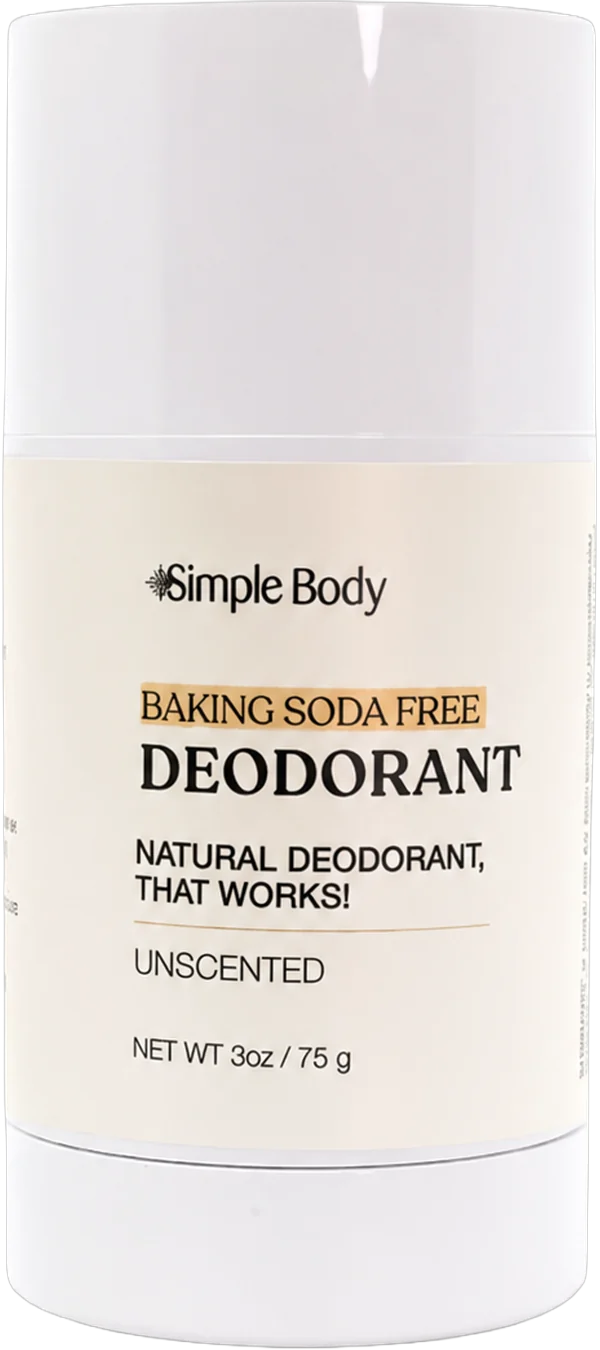 Simple Body
BAKING SODA FREE
DEODORANT
NATURAL DEODORANT,
THAT WORKS!
UNSCENTED
NET WT 3oz / 75 g